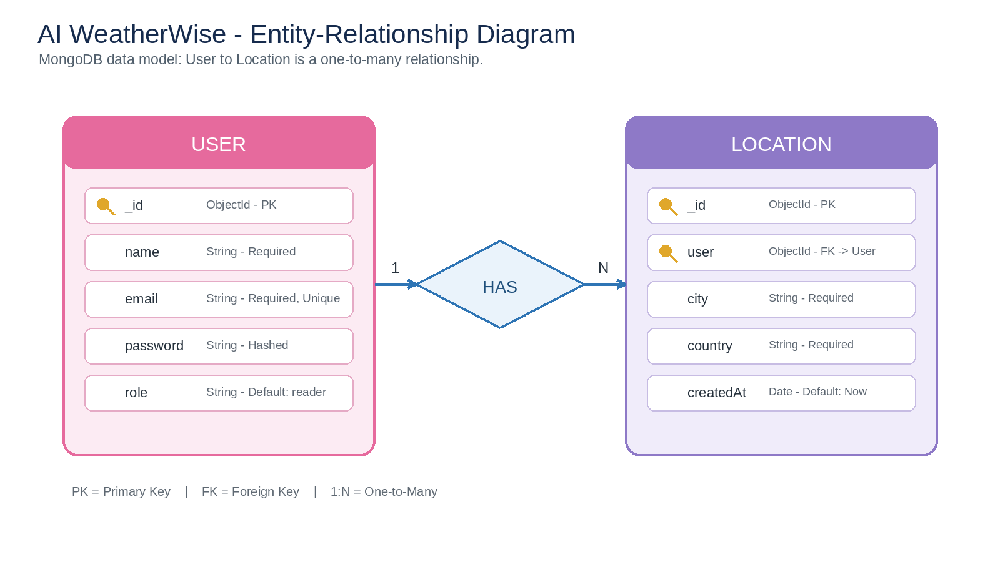 AI WeatherWise - Entity-Relationship Diagram
MongoDB data model: User to Location is a one-to-many relationship.
USER
_id ObjectId - PK
name String - Required
email String - Required, Unique
password String - Hashed
role String - Default: reader
1
HAS
N
LOCATION
_id ObjectId - PK
user ObjectId - FK -> User
city String - Required
country String - Required
createdAt Date - Default: Now
PK = Primary Key | FK = Foreign Key | 1:N = One-to-Many